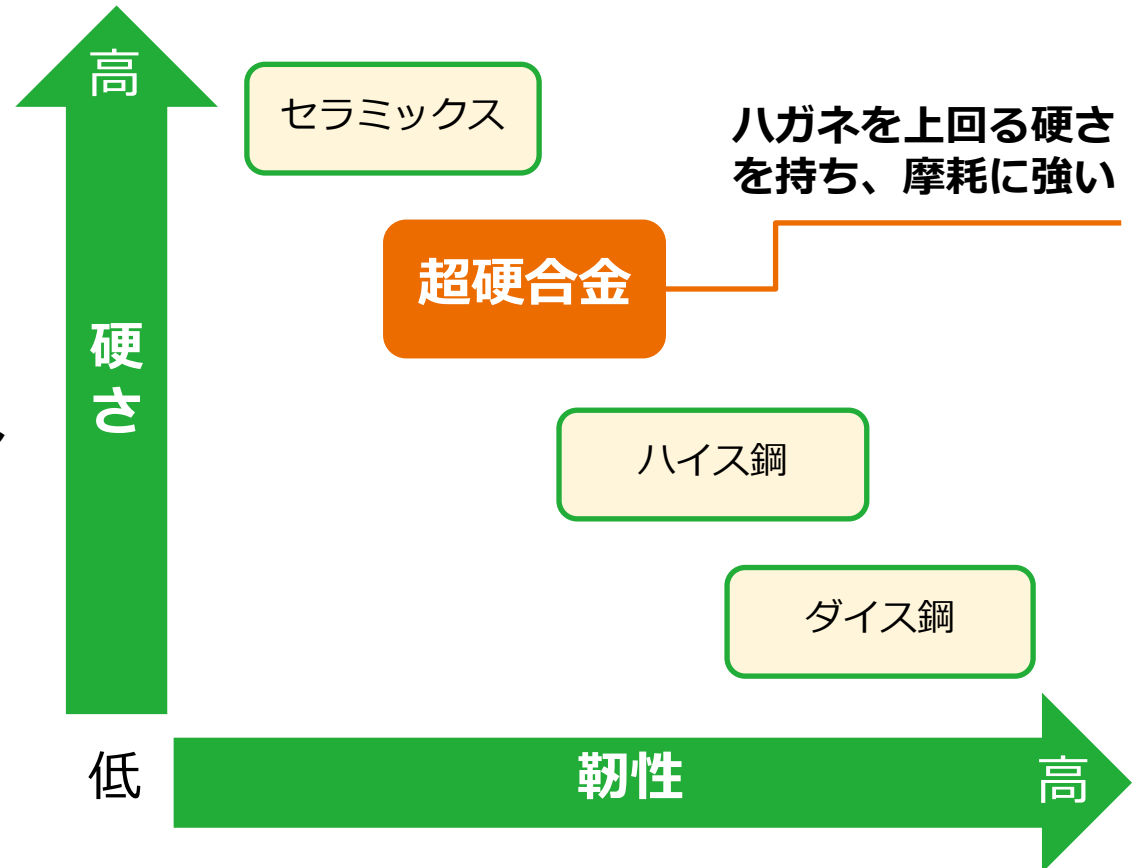 高
セラミックス
ハガネを上回る硬さ
を持ち、摩耗に強い
超硬合金
硬さ
ハイス鋼
ダイス鋼
低
靭性
高